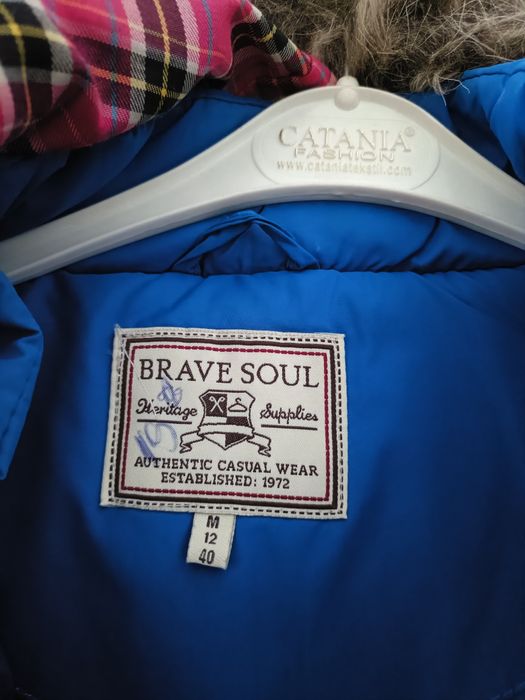 CATANIA®
FASHION
www.cataniatekstil.com
BRAVE SOUL
Heritage Supplies
AUTHENTIC CASUAL WEAR
ESTABLISHED: 1972
M
12
40